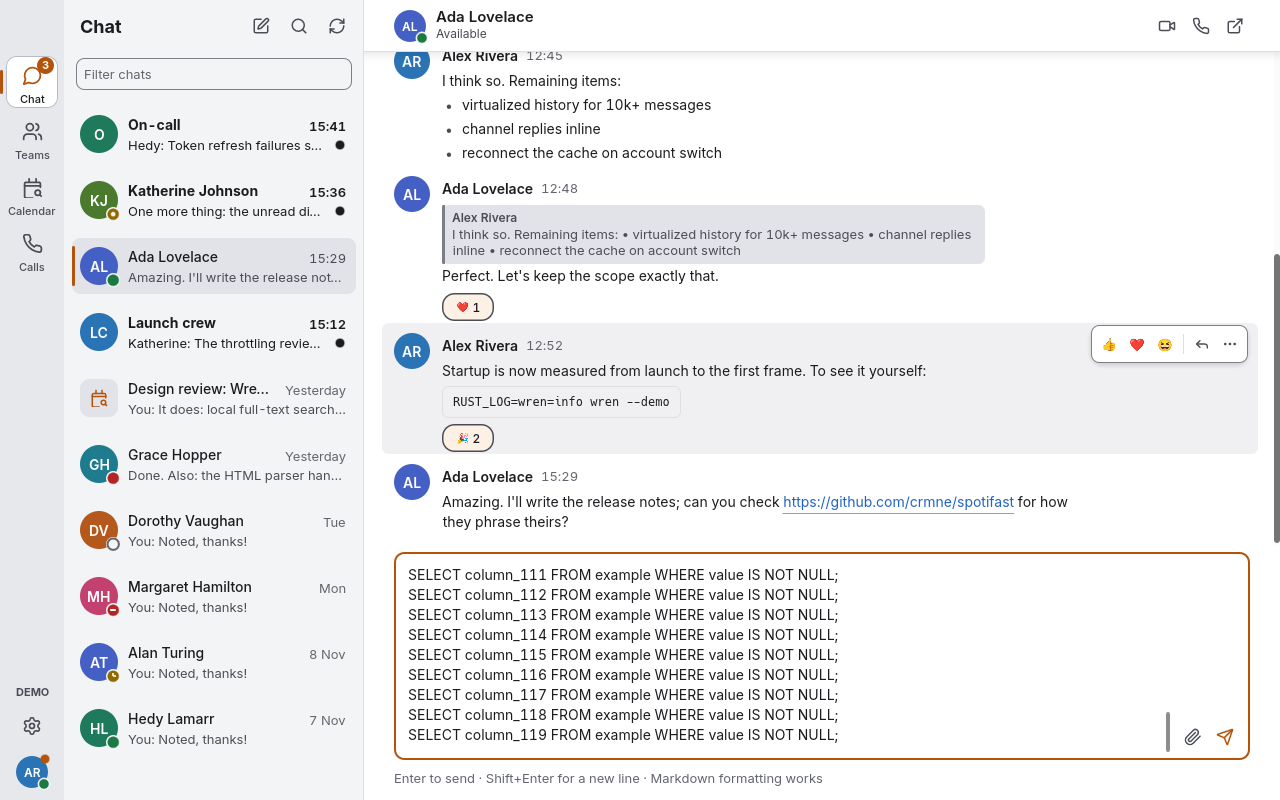 Chat
Filter chats
3
Chat
Teams
Calendar
Calls
DEMO
AR
O
On-call
15:41
Hedy: Token refresh failures s...
KJ
Katherine Johnson
15:36
One more thing: the unread di...
AL
Ada Lovelace
15:29
Amazing. I'll write the release not...
LC
Launch crew
15:12
Katherine: The throttling revie...
Design review: Wre...
Yesterday
You: It does: local full-text search...
GH
Grace Hopper
Yesterday
Done. Also: the HTML parser han...
DV
Dorothy Vaughan
Tue
You: Noted, thanks!
MH
Margaret Hamilton
Mon
You: Noted, thanks!
AT
Alan Turing
8 Nov
You: Noted, thanks!
HL
Hedy Lamarr
7 Nov
You: Noted, thanks!
AL
Ada Lovelace
Available
AR
Alex Rivera 12:45
I think so. Remaining items:
• virtualized history for 10k+ messages
• channel replies inline
• reconnect the cache on account switch
AL
Ada Lovelace 12:48
Alex Rivera
I think so. Remaining items: • virtualized history for 10k+ messages • channel replies
inline • reconnect the cache on account switch
Perfect. Let's keep the scope exactly that.
❤️ 1
AR
Alex Rivera 12:52
👍 ❤️ 😆
Startup is now measured from launch to the first frame. To see it yourself:
RUST_LOG=wren=info wren --demo
🎉 2
AL
Ada Lovelace 15:29
Amazing. I'll write the release notes; can you check https://github.com/crmne/spotifast for how
they phrase theirs?
SELECT column_111 FROM example WHERE value IS NOT NULL;
SELECT column_112 FROM example WHERE value IS NOT NULL;
SELECT column_113 FROM example WHERE value IS NOT NULL;
SELECT column_114 FROM example WHERE value IS NOT NULL;
SELECT column_115 FROM example WHERE value IS NOT NULL;
SELECT column_116 FROM example WHERE value IS NOT NULL;
SELECT column_117 FROM example WHERE value IS NOT NULL;
SELECT column_118 FROM example WHERE value IS NOT NULL;
SELECT column_119 FROM example WHERE value IS NOT NULL;
Enter to send · Shift+Enter for a new line · Markdown formatting works